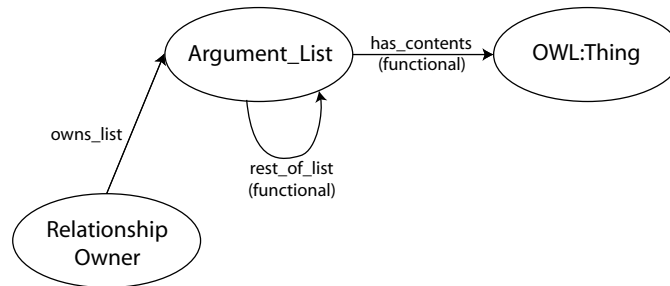 Argument_List
has_contents
(functional)
OWL:Thing
owns_list
rest_of_list
(functional)
Relationship
Owner